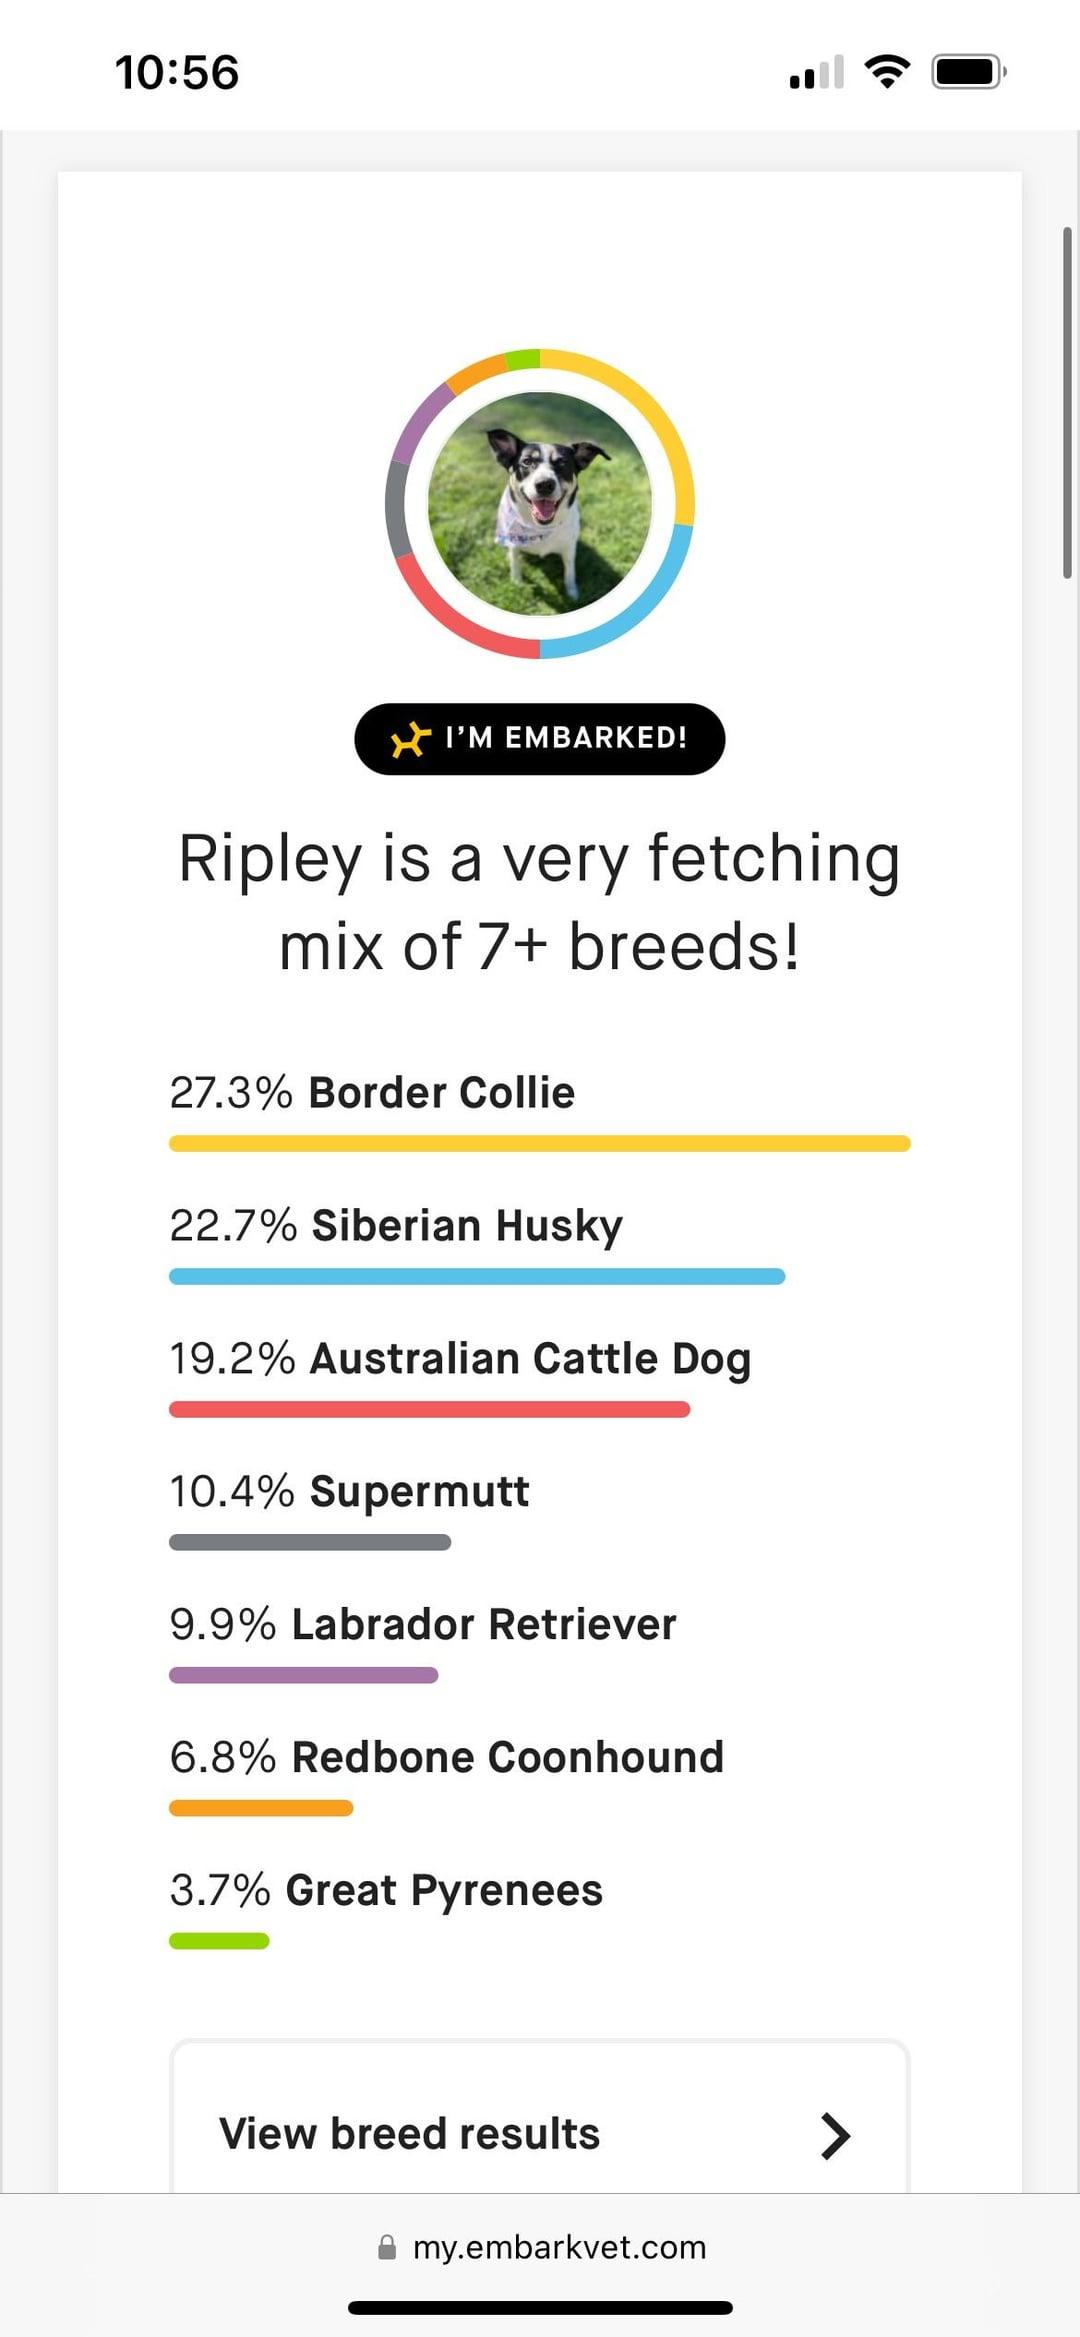 10:56
I’M EMBARKED!
Ripley is a very fetching
mix of 7+ breeds!
27.3% Border Collie
22.7% Siberian Husky
19.2% Australian Cattle Dog
10.4% Supermutt
9.9% Labrador Retriever
6.8% Redbone Coonhound
3.7% Great Pyrenees
View breed results
my.embarkvet.com